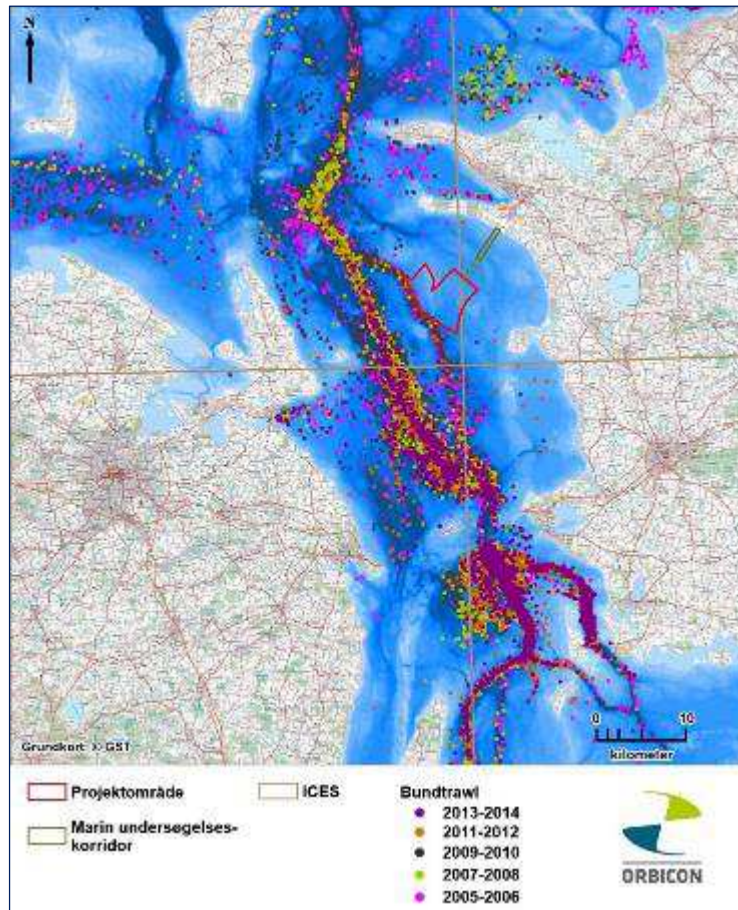 N
0 10
kilometer
Grundkort © GST
Projektområde
Marin undersøgelses-
korridor
ICES
Bundtrawl
2013-2014
2011-2012
2009-2010
2007-2008
2005-2006
ORBICON